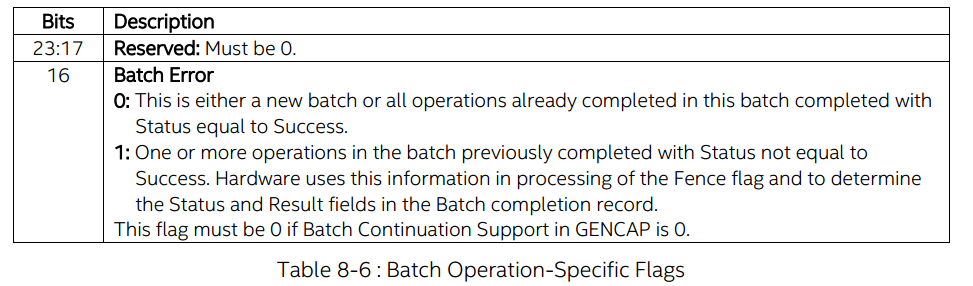 Bits Description
23:17 Reserved: Must be 0.
16 Batch Error
0: This is either a new batch or all operations already completed in this batch completed with
Status equal to Success.
1: One or more operations in the batch previously completed with Status not equal to
Success. Hardware uses this information in processing of the Fence flag and to determine
the Status and Result fields in the Batch completion record.
This flag must be 0 if Batch Continuation Support in GENCAP is 0.
Table 8-6 : Batch Operation-Specific Flags